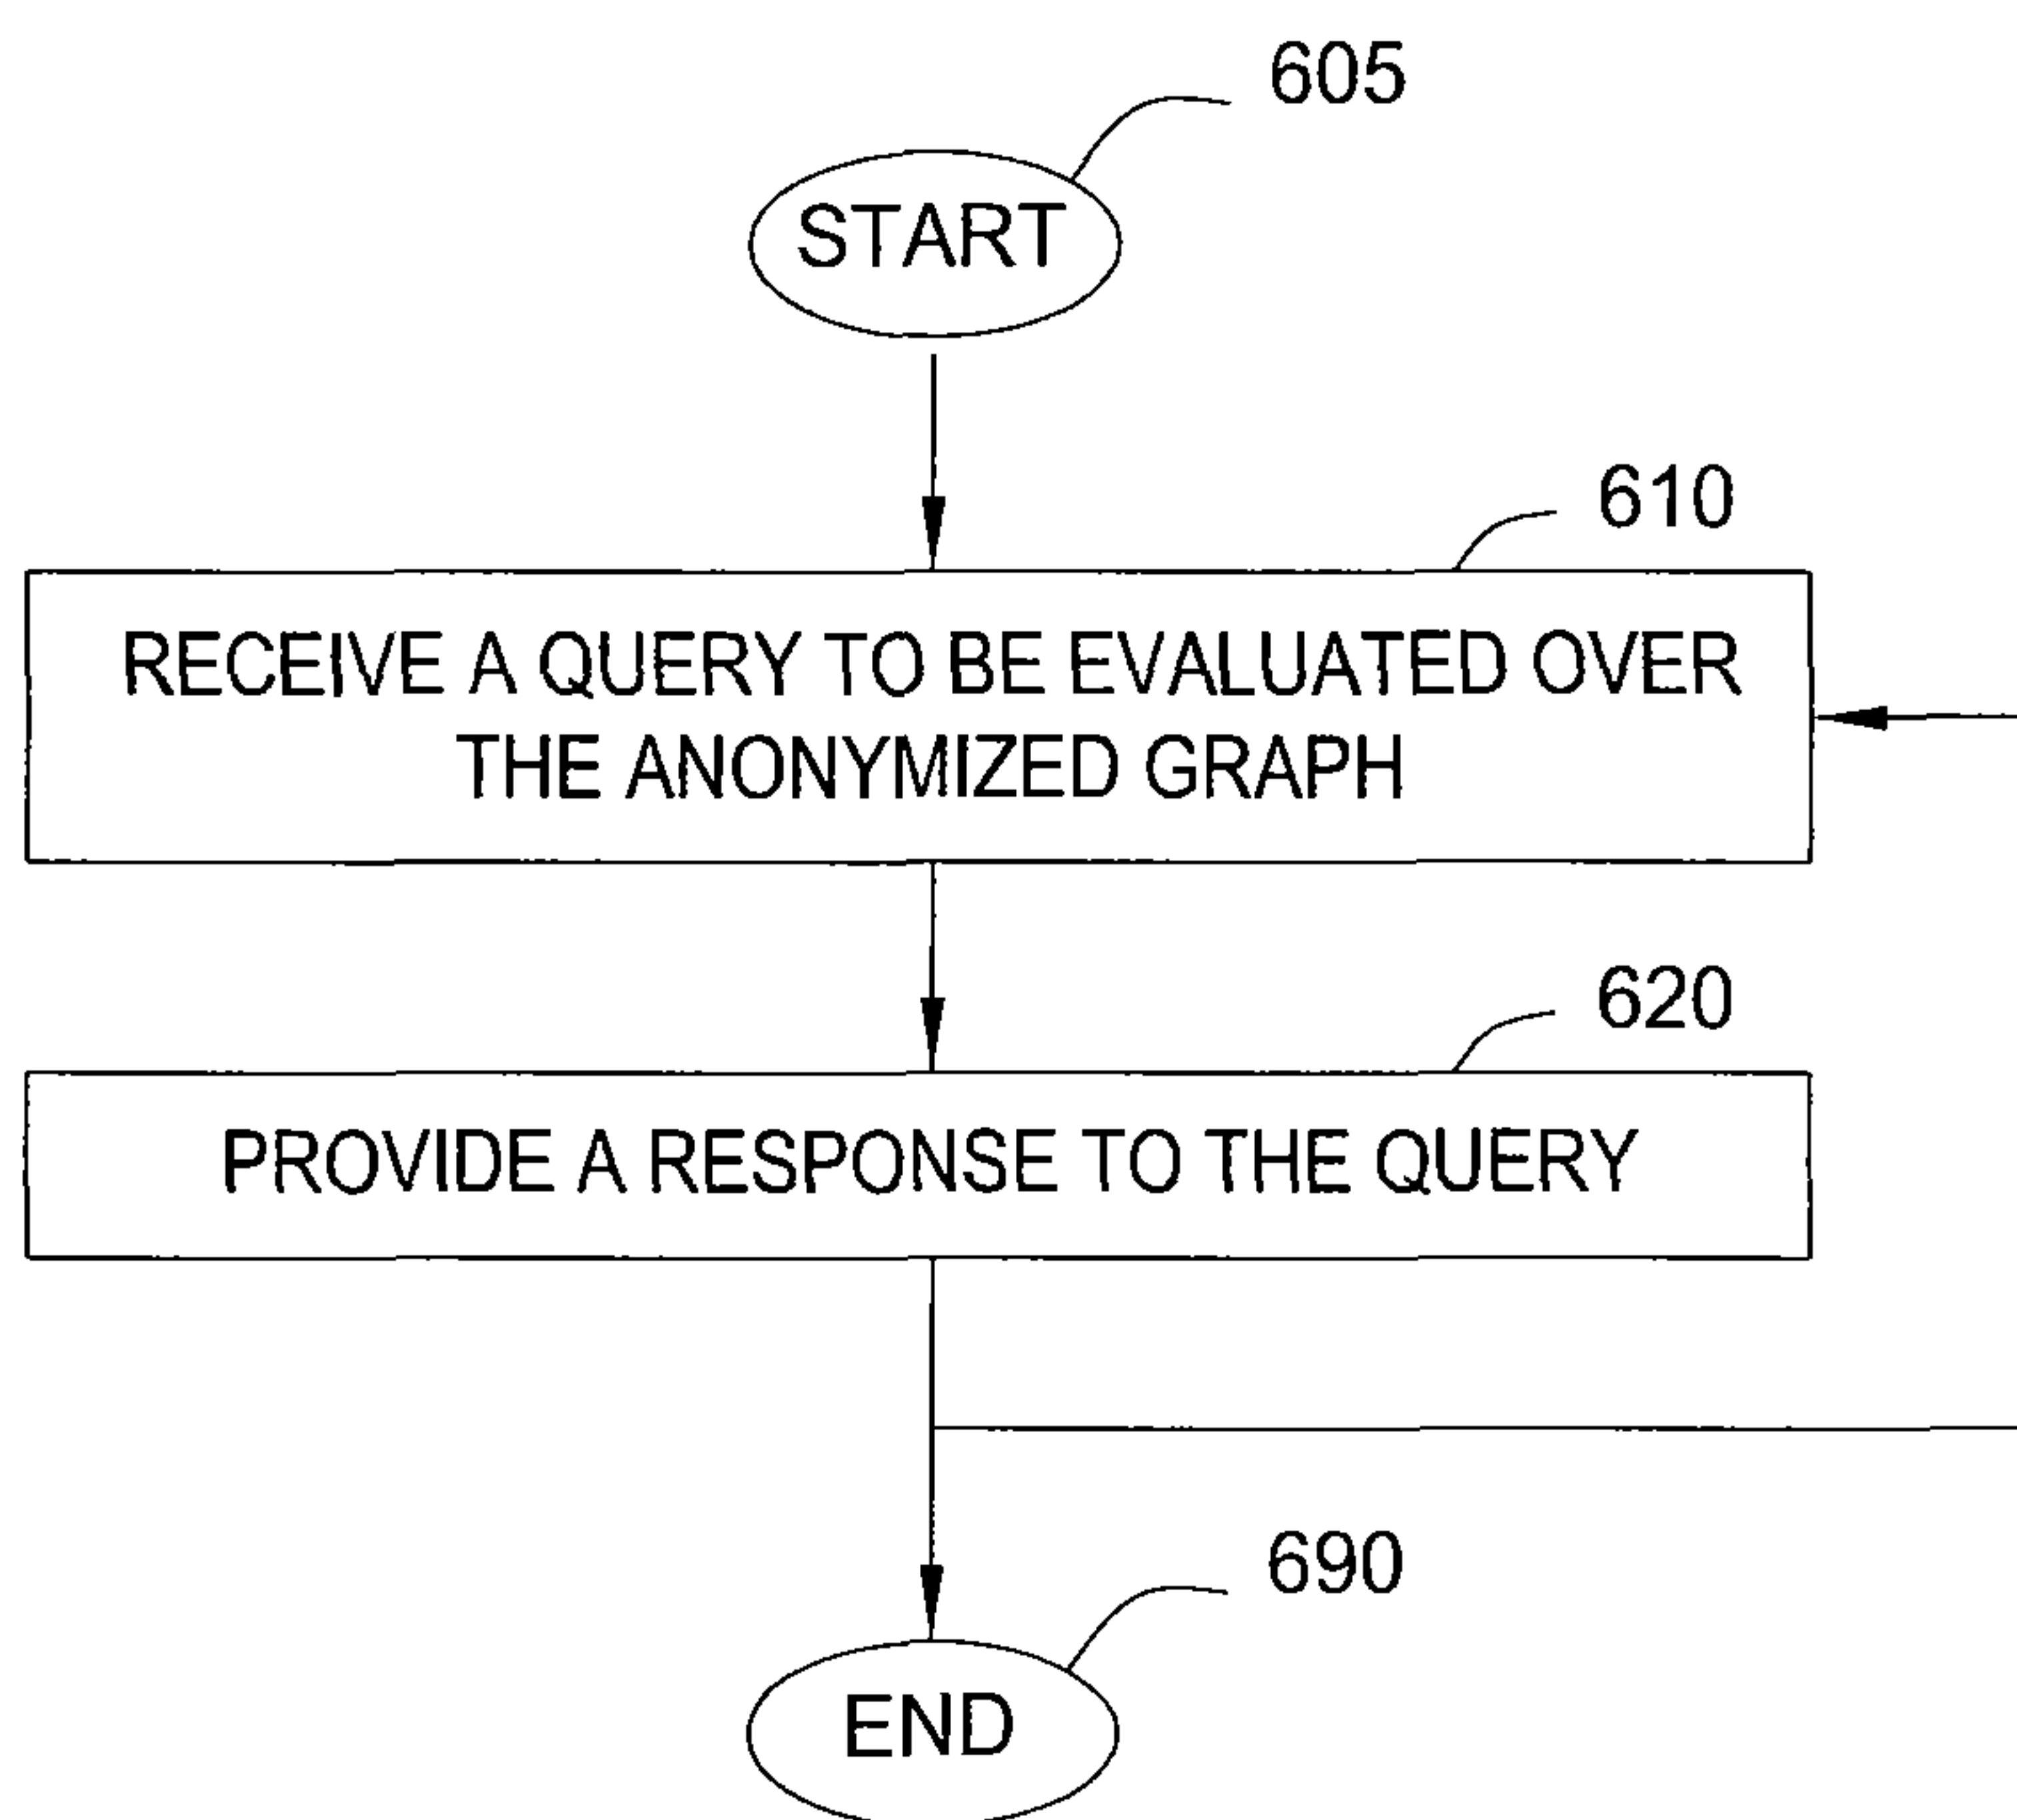 605
START
610
RECEIVE A QUERY TO BE EVALUATED OVER
THE ANONYMIZED GRAPH
620
PROVIDE A RESPONSE TO THE QUERY
690
END